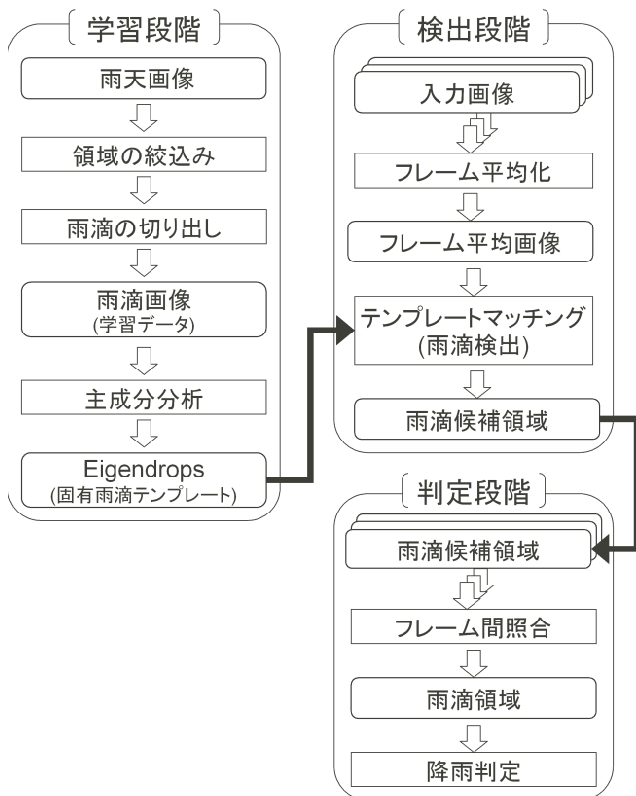 学習段階
雨天画像
領域の絞込み
雨滴の切り出し
雨滴画像
(学習データ)
主成分分析
Eigendrops
(固有雨滴テンプレート)
検出段階
入力画像
フレーム平均化
フレーム平均画像
テンプレートマッチング
(雨滴検出)
雨滴候補領域
判定段階
雨滴候補領域
フレーム間照合
雨滴領域
降雨判定